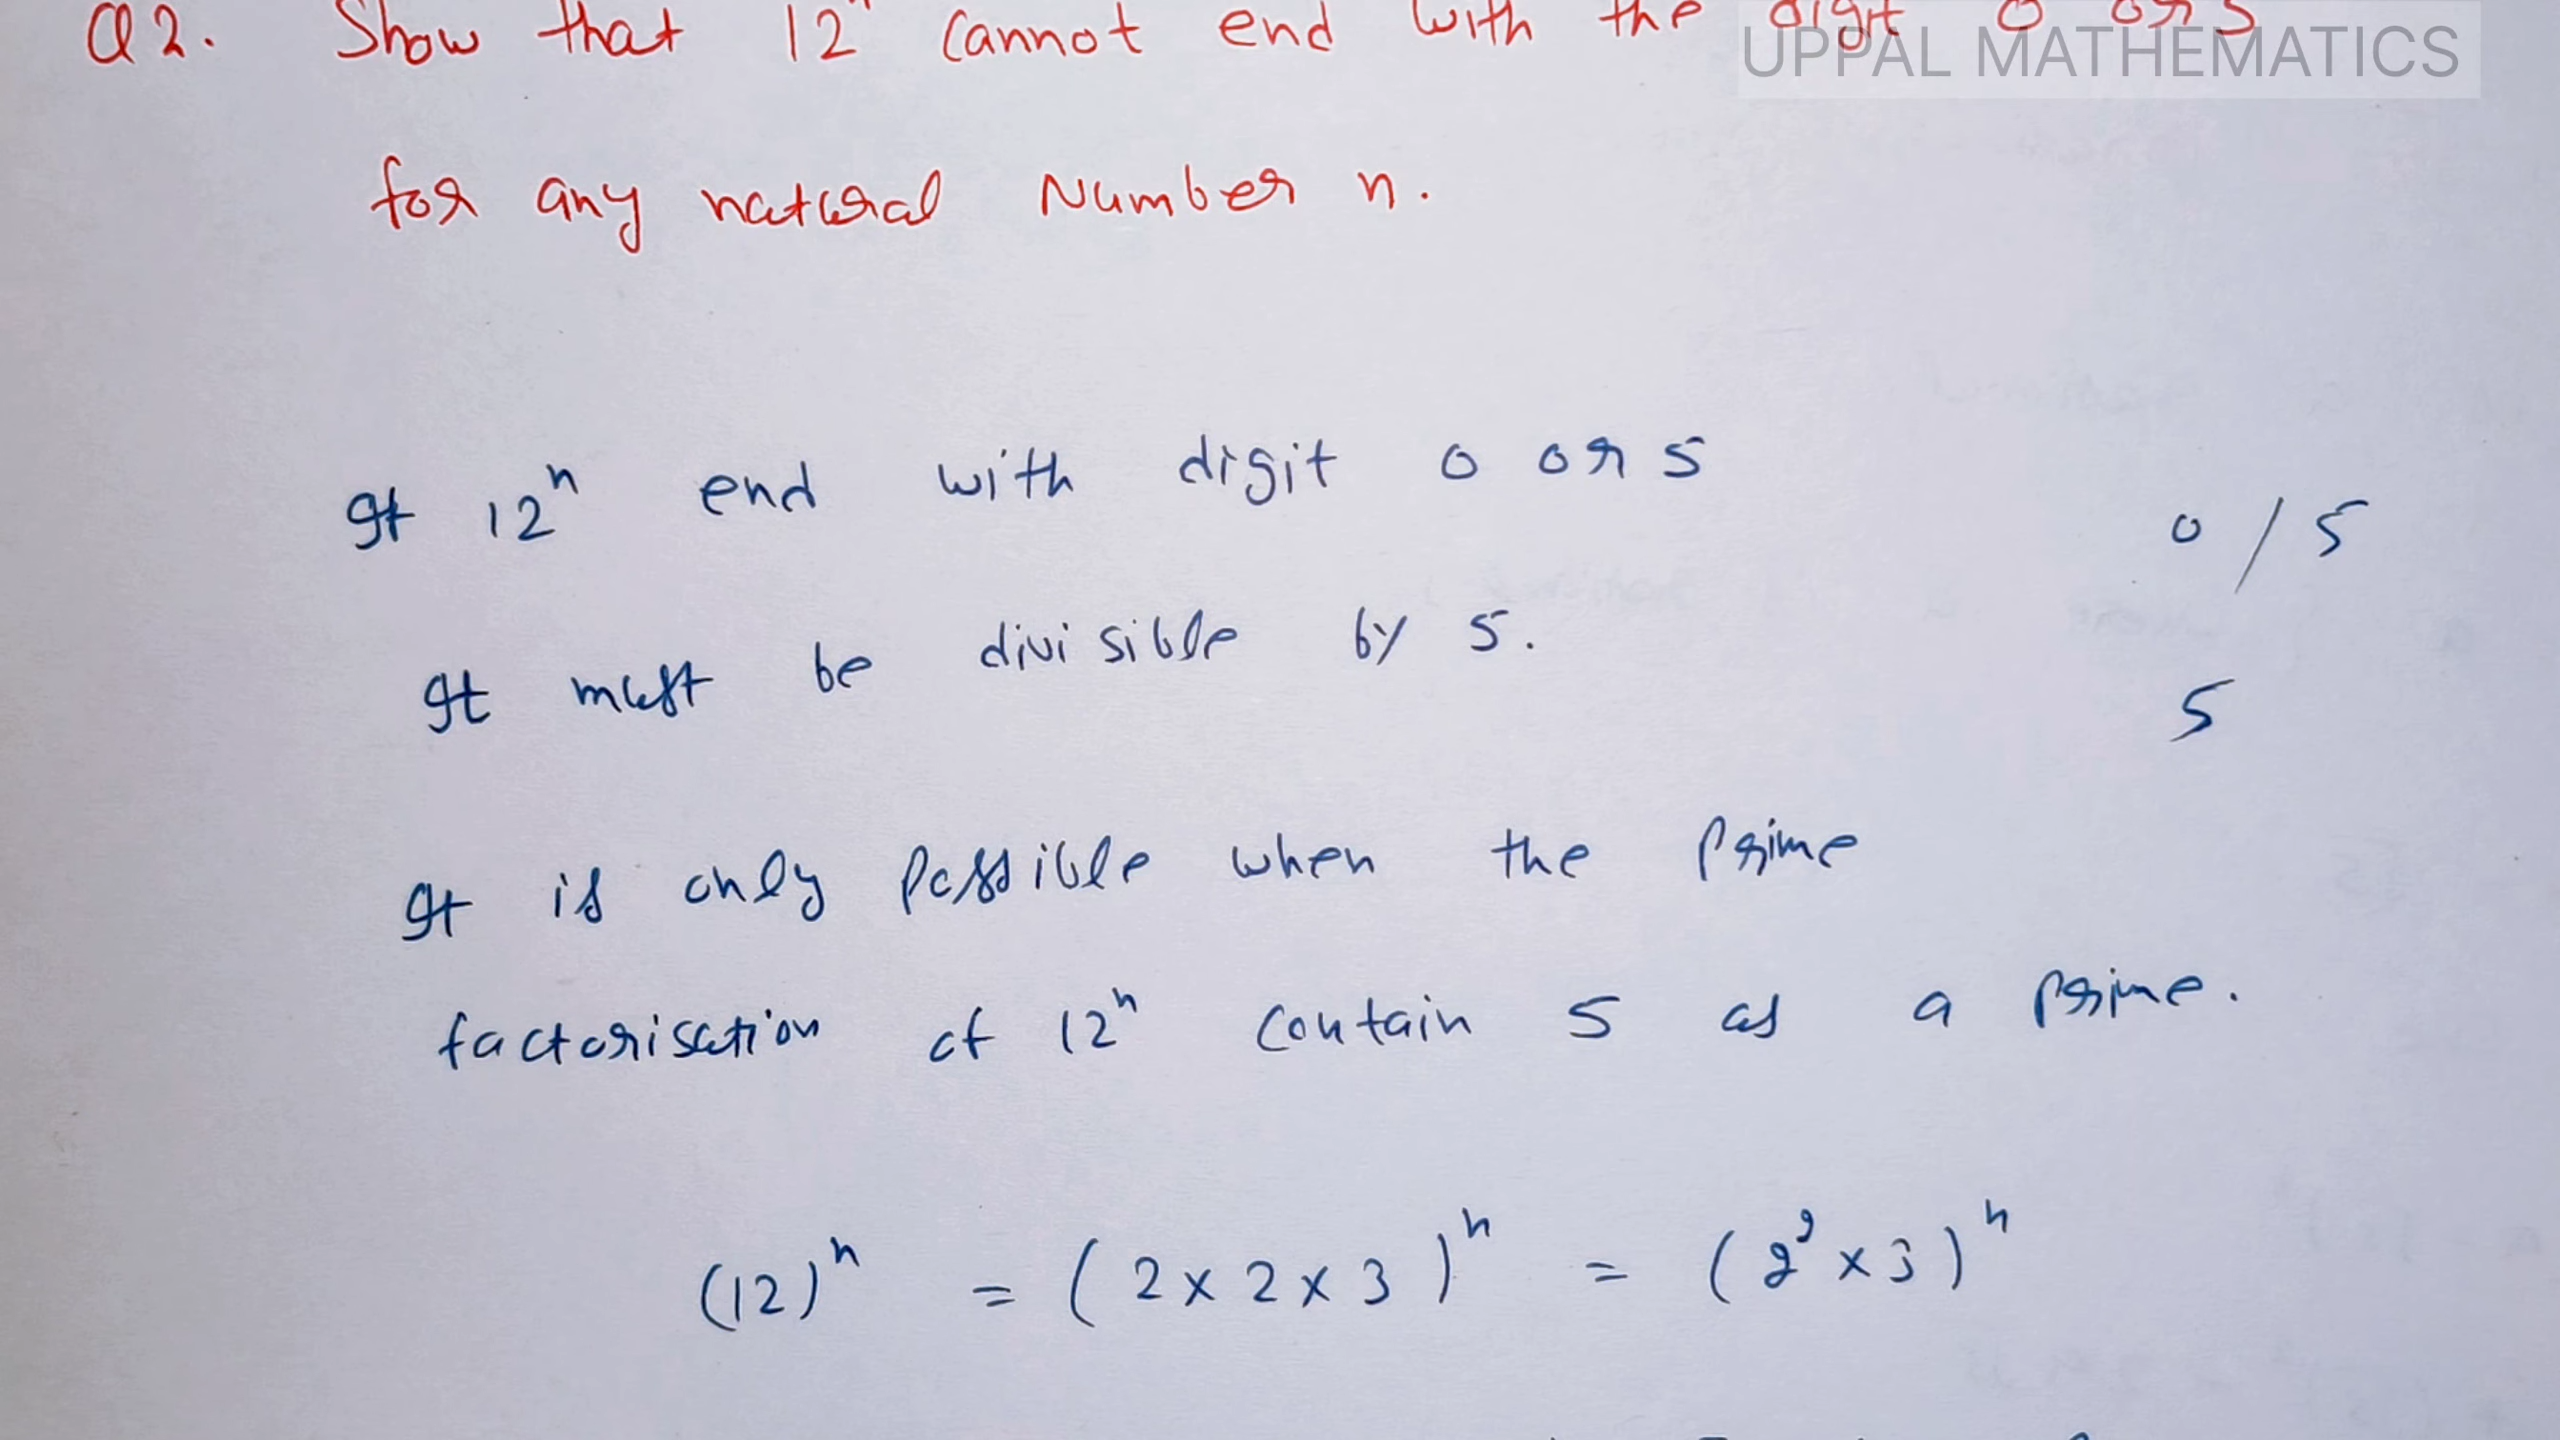 Q2. Show that 12ⁿ cannot end with the digit 0 or 5
UPPAL MATHEMATICS
for any natural Number n.
If 12ⁿ end with digit 0 or 5
0 / 5
It must be divisible by 5.
5
It is only possible when the prime
factorisation of 12ⁿ contain 5 as a prime.
(12)ⁿ = ( 2 x 2 x 3 )ⁿ = ( 2² x 3 )ⁿ